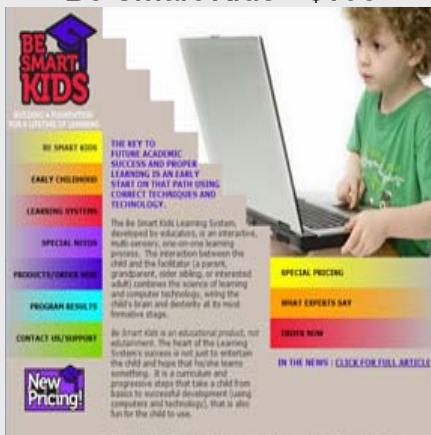 BE
SMART
KIDS
BUILDING A FOUNDATION
FOR A LIFETIME OF LEARNING
BE SMART KIDS
EARLY CHILDHOOD
LEARNING SYSTEMS
SPECIAL NEEDS
PRODUCTS/ORDER NOW
PROGRAM RESULTS
CONTACT US/SUPPORT
New
Pricing!
THE KEY TO
FUTURE ACADEMIC
SUCCESS AND PROPER
LEARNING IS AN EARLY
START ON THAT PATH USING
CORRECT TECHNIQUES AND
TECHNOLOGY.
The Be Smart Kids Learning System,
developed by educators, is an interactive,
multi-sensory, one-on-one learning
process. The interaction between the
child and the facilitator (a parent,
grandparent, older sibling, or interested
adult) combines the science of learning
and computer technology, wiring the
child's brain and dexterity at its most
formative stage.
Be Smart Kids is an educational product, not
edutainment. The heart of the Learning
System's success is not just to entertain
the child and hope that he/she learns
something. It is a curriculum and
progressive steps that take a child from
basics to successful development (using
computers and technology), that is also
fun for the child to use.
SPECIAL PRICING
WHAT EXPERTS SAY
ORDER NOW
IN THE NEWS : CLICK FOR FULL ARTICLE